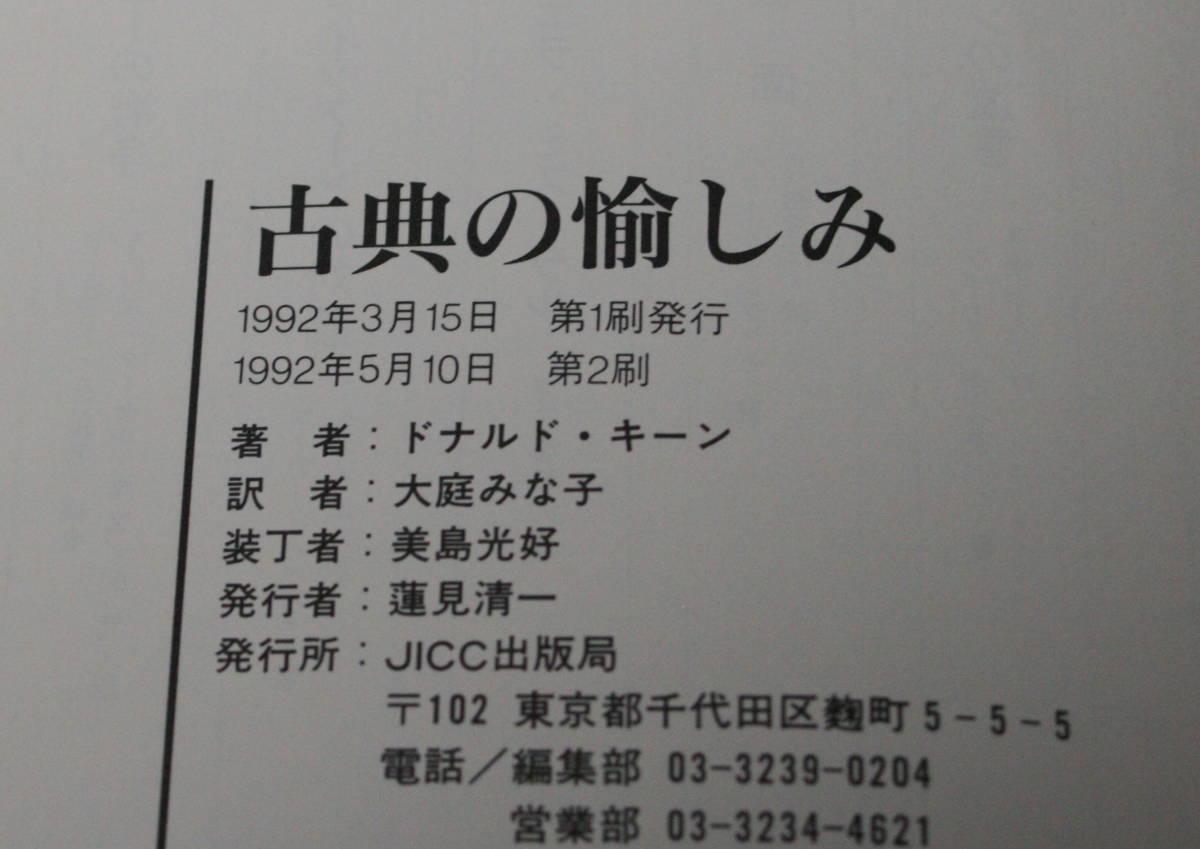 古典の愉しみ
1992年3月15日　第1刷発行
1992年5月10日　第2刷
著　者：ドナルド・キーン
訳　者：大庭みな子
装丁者：美島光好
発行者：蓮見清一
発行所：JICC出版局
〒102 東京都千代田区麹町5-5-5
電話／編集部 03-3239-0204
営業部 03-3234-4621